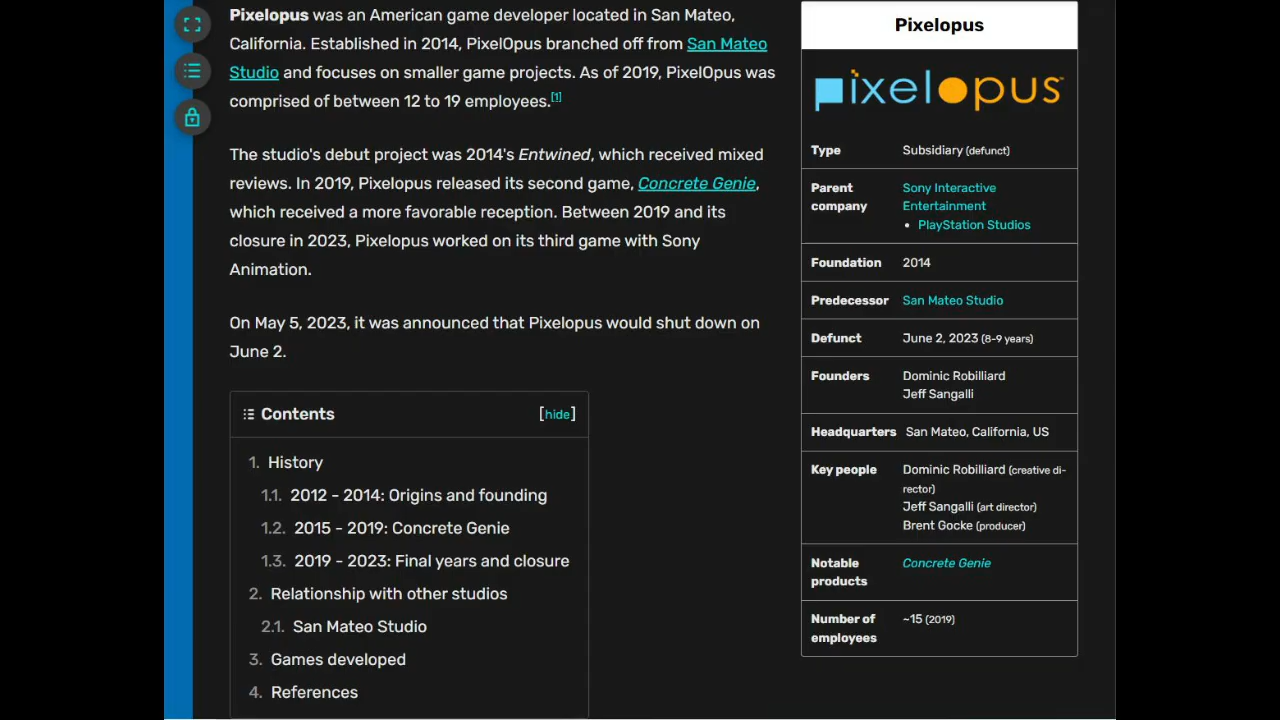 Pixelopus was an American game developer located in San Mateo,
California. Established in 2014, PixelOpus branched off from San Mateo
Studio and focuses on smaller game projects. As of 2019, PixelOpus was
comprised of between 12 to 19 employees.[1]
The studio's debut project was 2014's Entwined, which received mixed
reviews. In 2019, Pixelopus released its second game, Concrete Genie,
which received a more favorable reception. Between 2019 and its
closure in 2023, Pixelopus worked on its third game with Sony
Animation.
On May 5, 2023, it was announced that Pixelopus would shut down on
June 2.
Contents [hide]
1. History
1.1. 2012 - 2014: Origins and founding
1.2. 2015 - 2019: Concrete Genie
1.3. 2019 - 2023: Final years and closure
2. Relationship with other studios
2.1. San Mateo Studio
3. Games developed
4. References
Pixelopus
pixelopus™
Type Subsidiary (defunct)
Parent company Sony Interactive
Entertainment
• PlayStation Studios
Foundation 2014
Predecessor San Mateo Studio
Defunct June 2, 2023 (8-9 years)
Founders Dominic Robilliard
Jeff Sangalli
Headquarters San Mateo, California, US
Key people Dominic Robilliard (creative di-
rector)
Jeff Sangalli (art director)
Brent Gocke (producer)
Notable products Concrete Genie
Number of employees ~15 (2019)